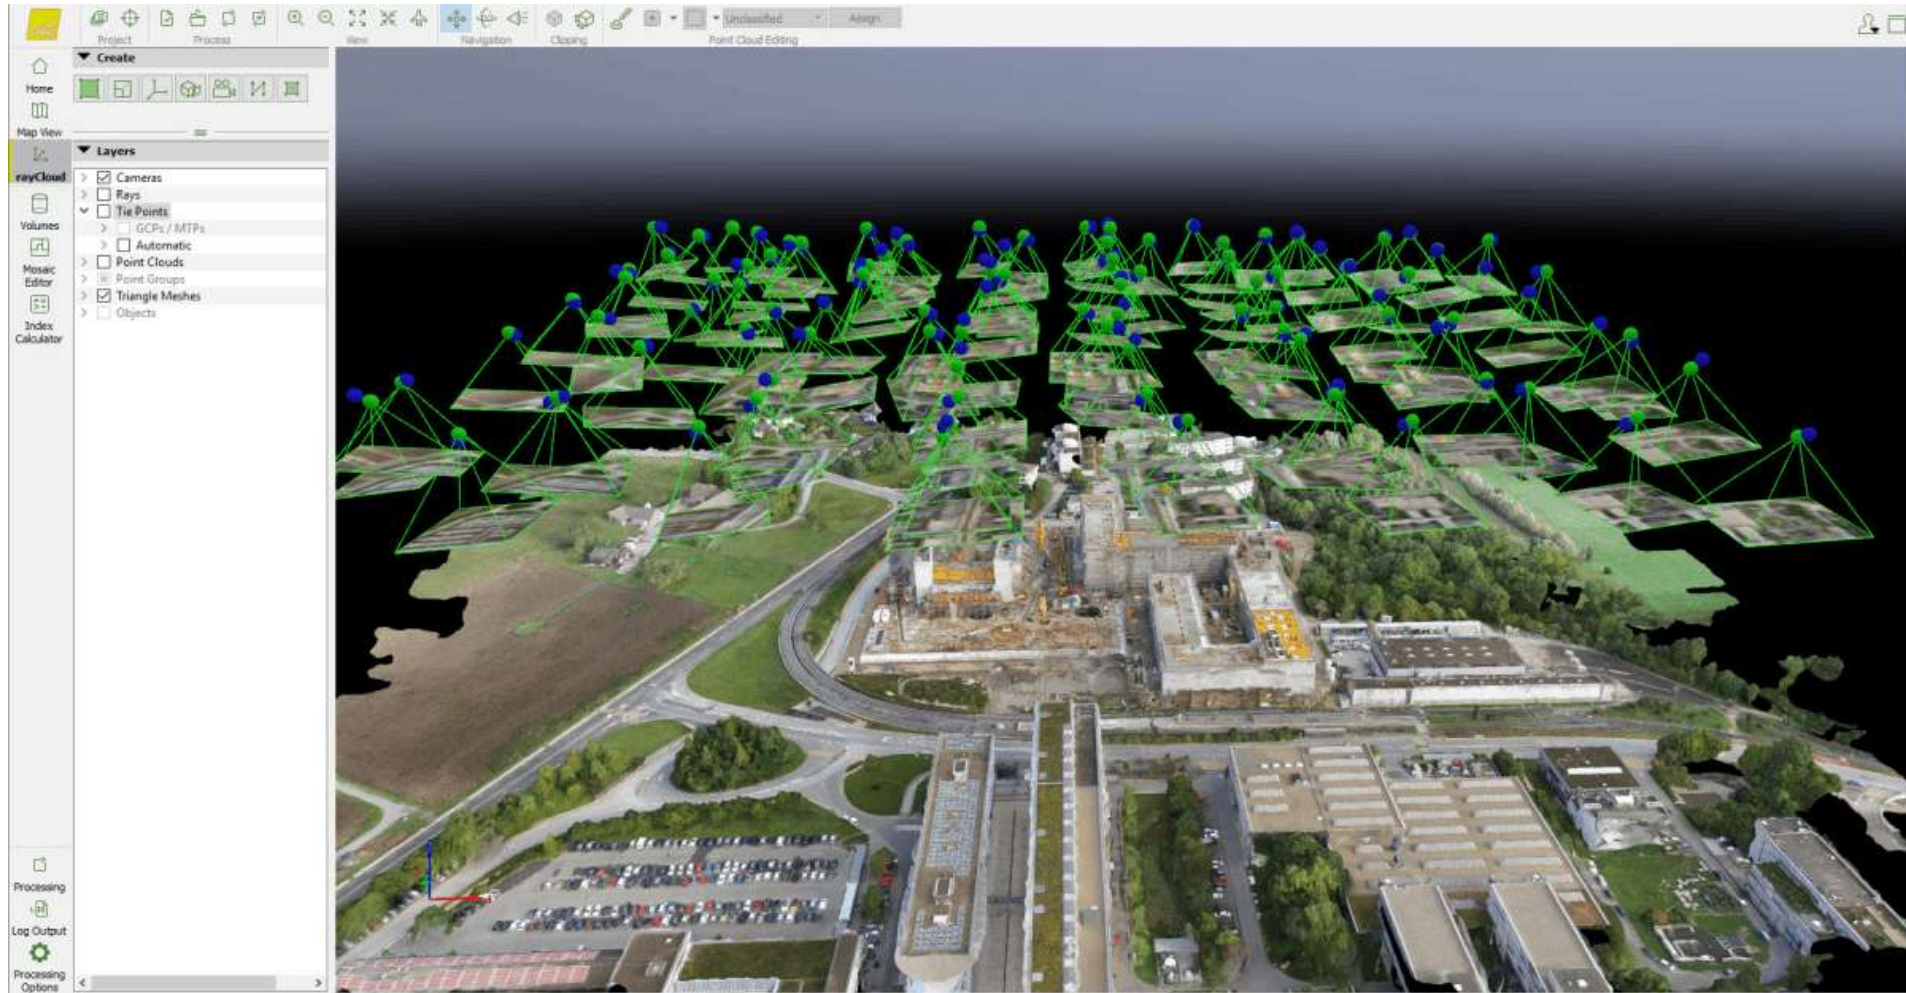 Unclassified
Assign
Project
Process
View
Navigation
Clipping
Point Cloud Editing
Home
Map View
rayCloud
Volumes
Mosaic
Editor
Index
Calculator
Processing
Log Output
Processing
Options
Create
Layers
Cameras
Rays
Tie Points
GCPs / MTPs
Automatic
Point Clouds
Point Groups
Triangle Meshes
Objects